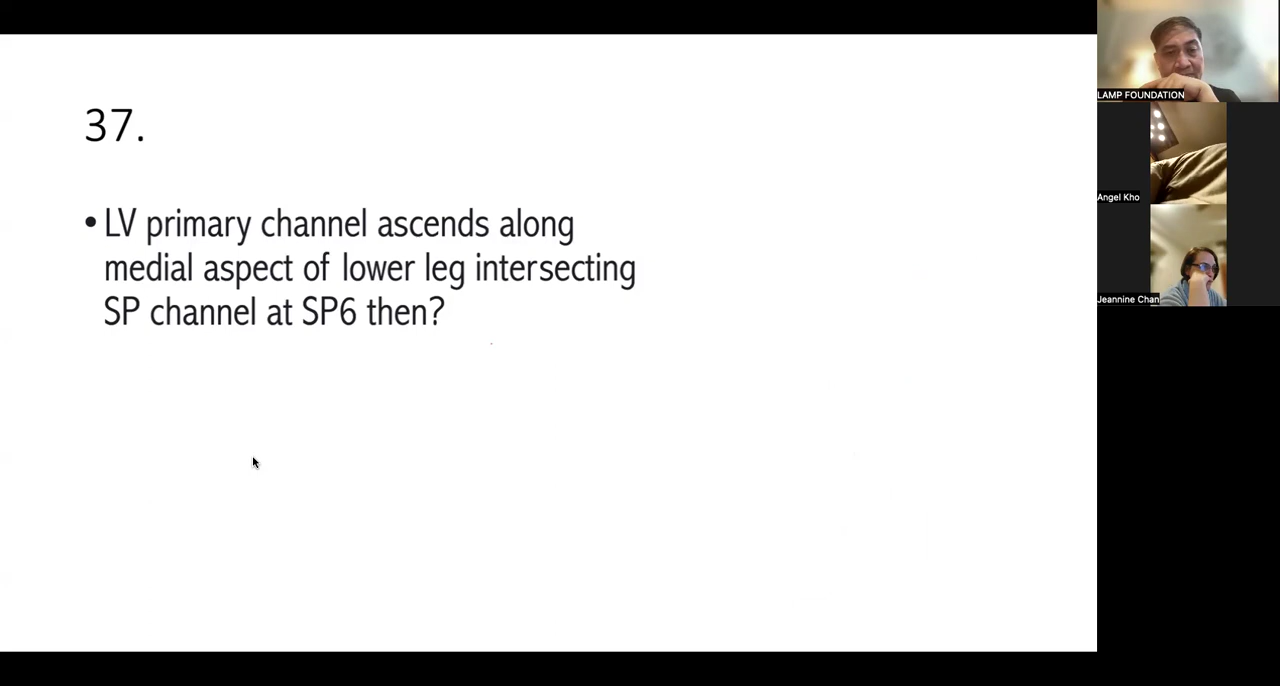 37.
• LV primary channel ascends along
medial aspect of lower leg intersecting
SP channel at SP6 then?
LAMP FOUNDATION
Angel Kho
Jeannine Chan